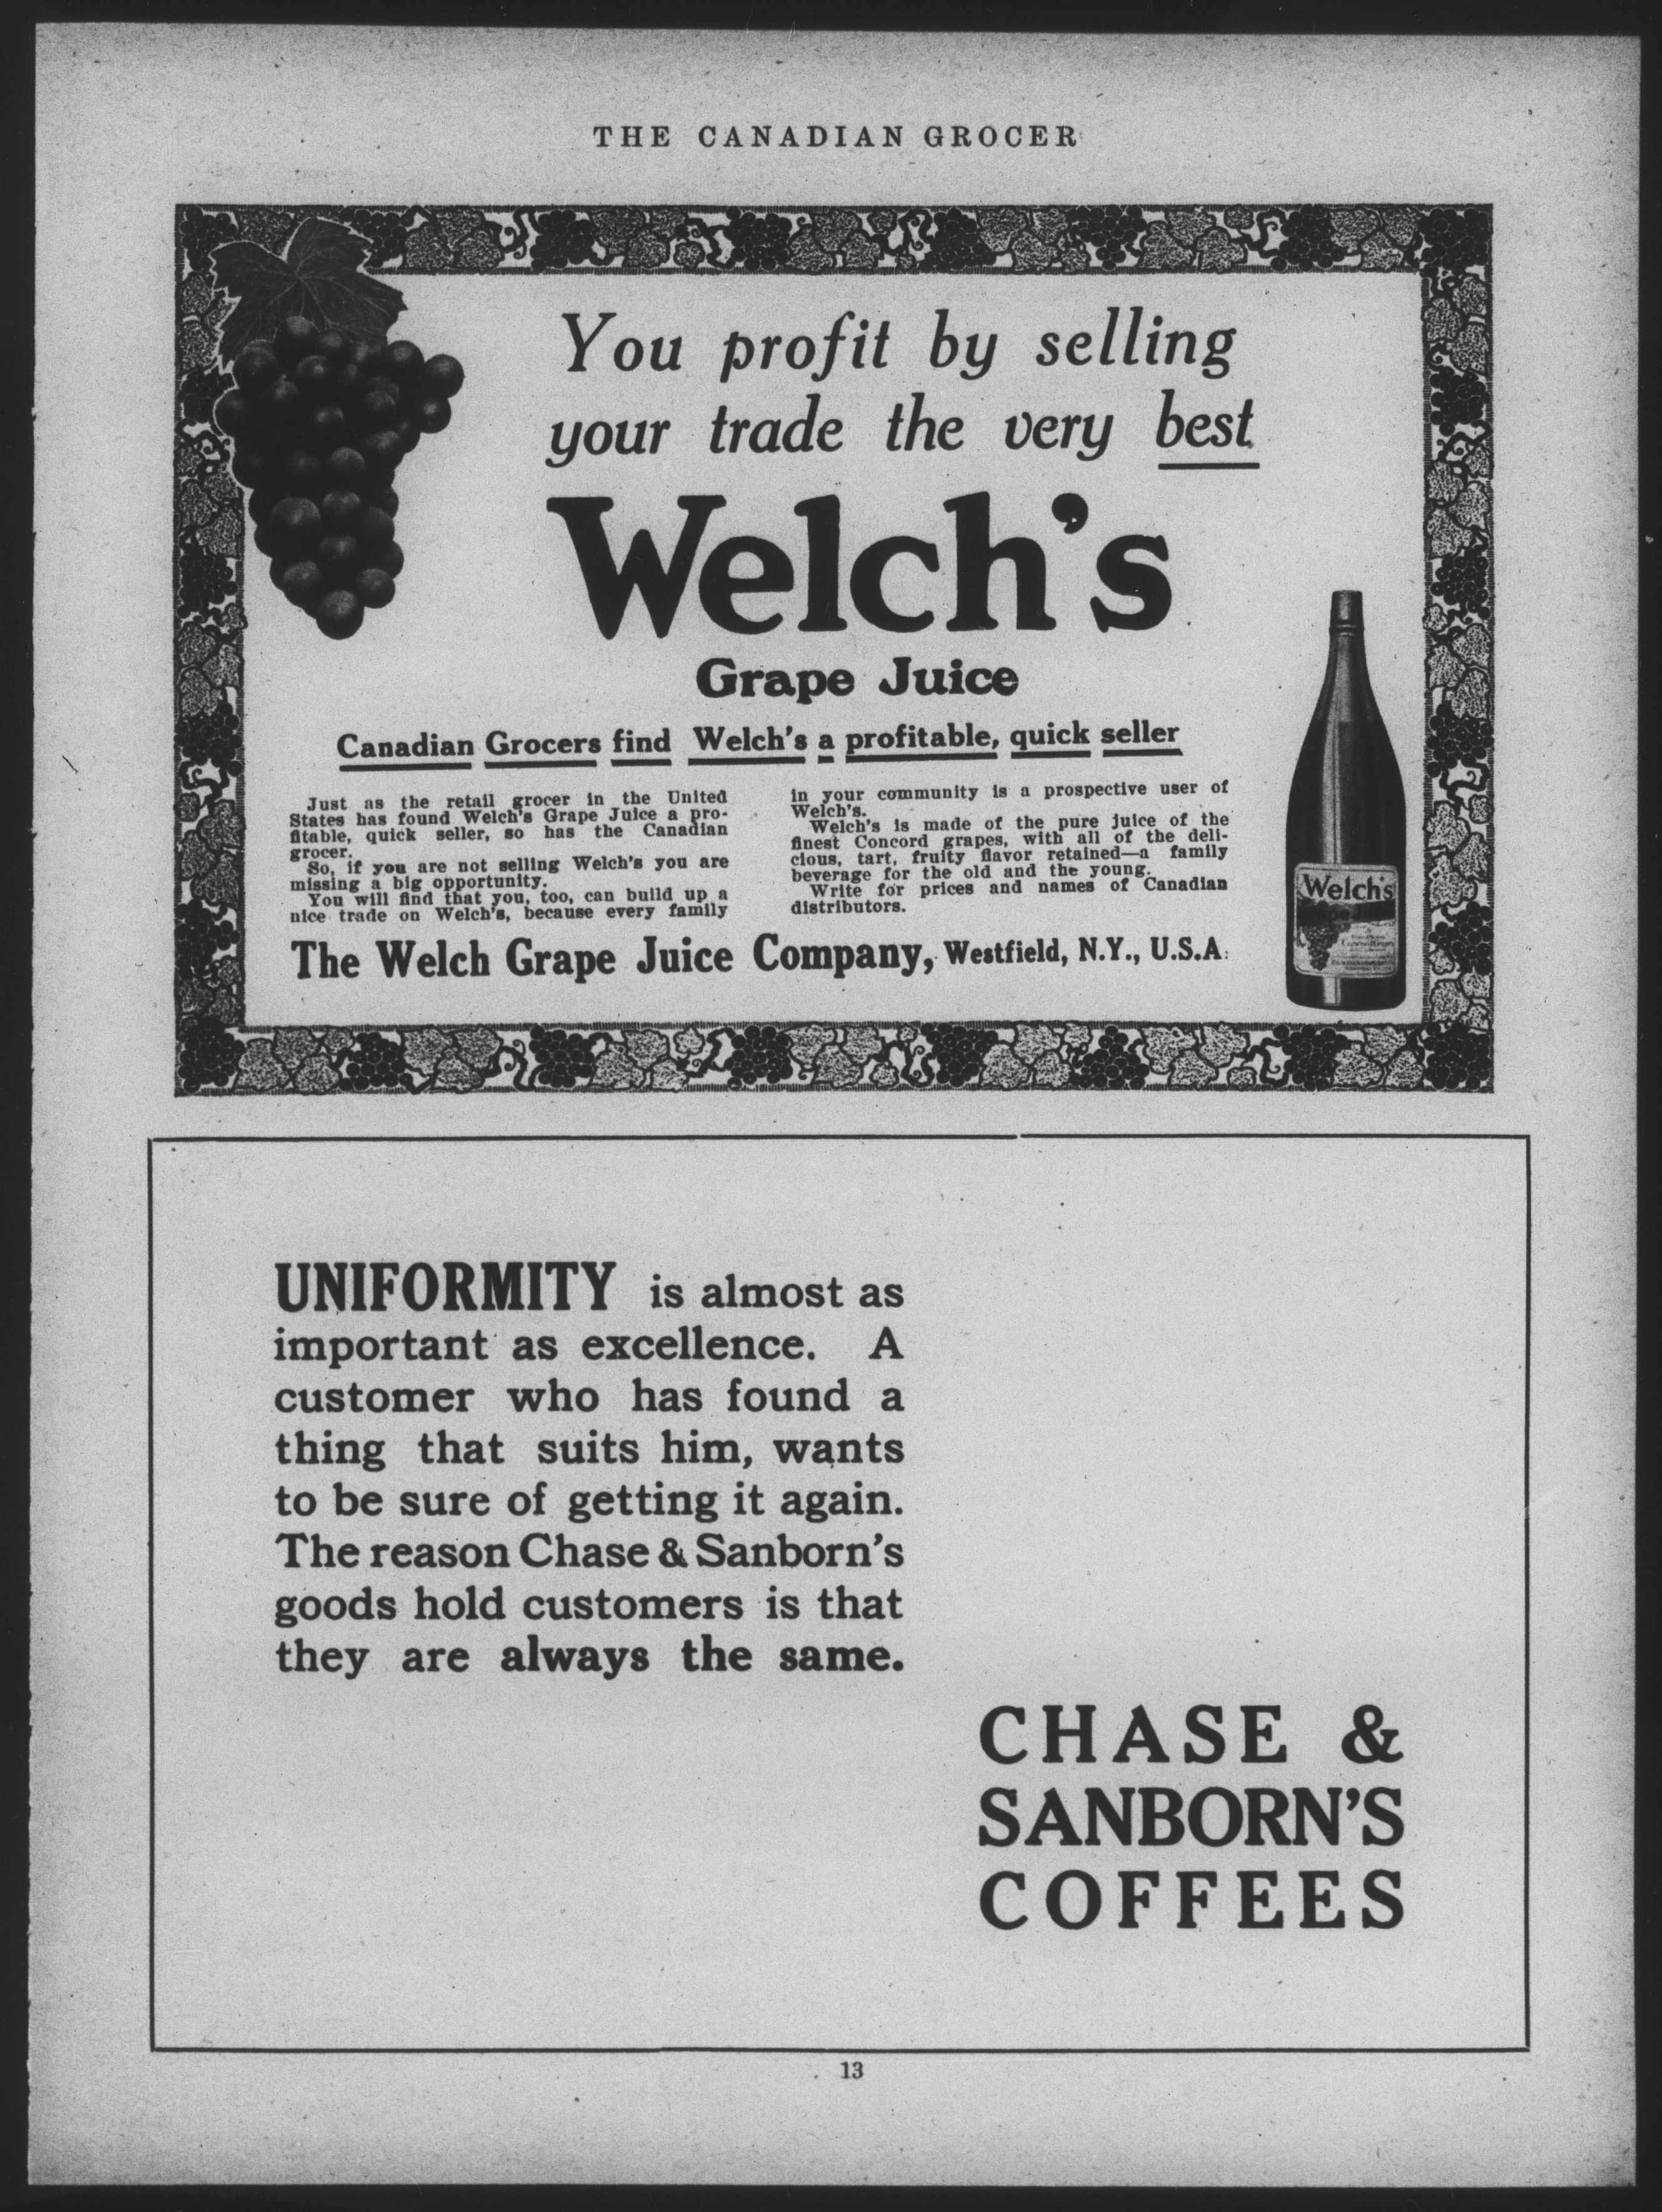 THE CANADIAN GROCER
You profit by selling
your trade the very best
Welch's
Grape Juice
Canadian Grocers find Welch's a profitable, quick seller
Just as the retail grocer in the United
States has found Welch's Grape Juice a pro-
fitable, quick seller, so has the Canadian
grocer.
So, if you are not selling Welch's you are
missing a big opportunity.
You will find that you, too, can build up a
nice trade on Welch's, because every family
in your community is a prospective user of
Welch's.
Welch's is made of the pure juice of the
finest Concord grapes, with all of the deli-
cious, tart, fruity flavor retained—a family
beverage for the old and the young.
Write for prices and names of Canadian
distributors.
The Welch Grape Juice Company, Westfield, N.Y., U.S.A.
Welch's
UNIFORMITY is almost as
important as excellence. A
customer who has found a
thing that suits him, wants
to be sure of getting it again.
The reason Chase & Sanborn's
goods hold customers is that
they are always the same.
CHASE &
SANBORN'S
COFFEES
13